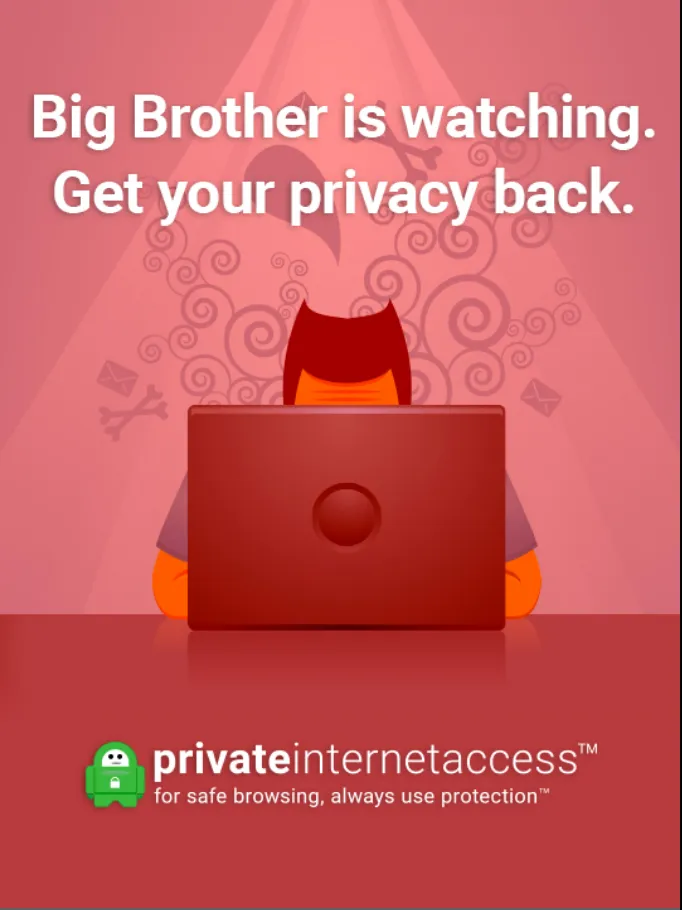 Big Brother is watching.
Get your privacy back.
privateinternetaccess™
for safe browsing, always use protection™